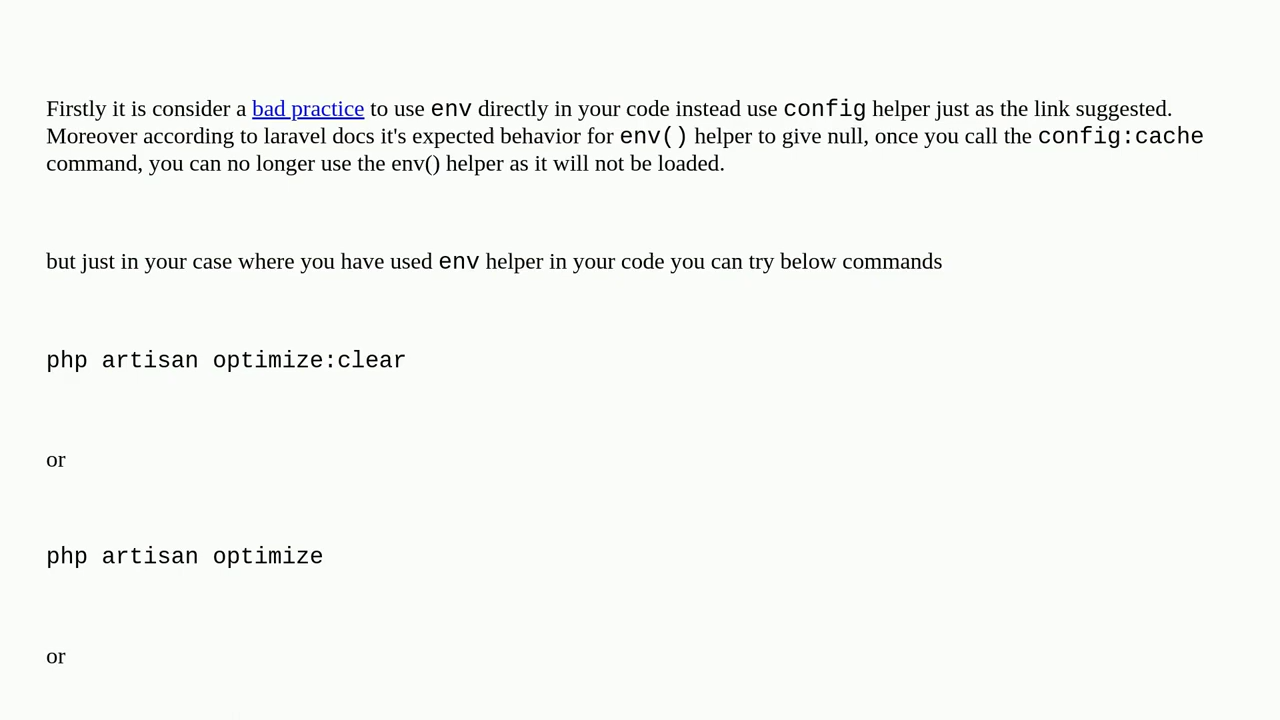 Firstly it is consider a bad practice to use env directly in your code instead use config helper just as the link suggested.
Moreover according to laravel docs it's expected behavior for env() helper to give null, once you call the config:cache
command, you can no longer use the env() helper as it will not be loaded.
but just in your case where you have used env helper in your code you can try below commands
php artisan optimize:clear
or
php artisan optimize
or